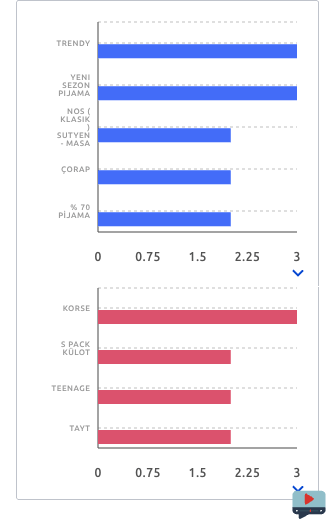 TRENDY
YENI
SEZON
PIJAMA
NOS (
KLASIK
)
SUTYEN
- MASA
ÇORAP
% 70
PİJAMA
0 0.75 1.5 2.25 3
KORSE
S PACK
KÜLOT
TEENAGE
TAYT
0 0.75 1.5 2.25 3